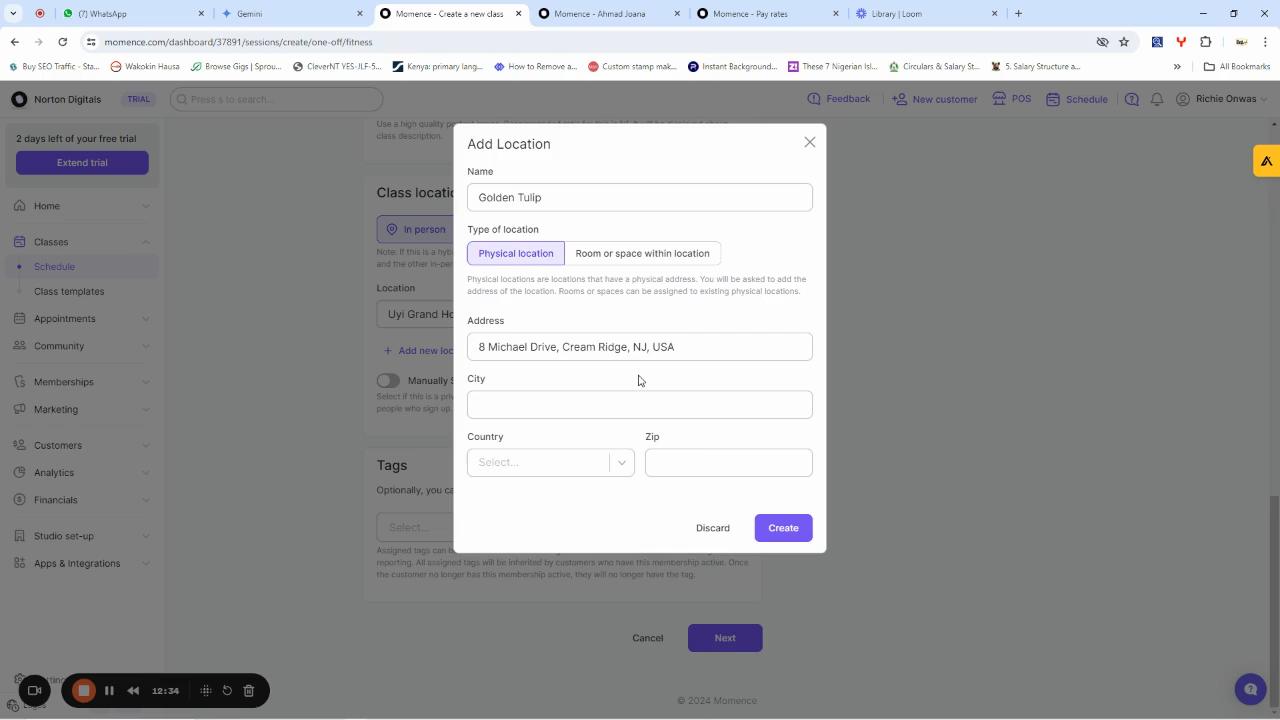 WhatsApp
Gemini
Momence - Create a new class
Momence - Ahmad Joana
Momence - Pay rates
Library | Loom
momence.com/dashboard/37891/sessions/create/one-off/fitness
Buy SEO Traffic - Sta...
Wakokin Hausa
Browse Gigs | Sprou...
CleverNT YES-JLF-5...
Kenya: primary lang...
How to Remove a...
Custom stamp mak...
Instant Background...
These 7 Nigerian Isl...
Circulars & Salary St...
5. Salary Structure a...
All Bookmarks
Norton Digitals
TRIAL
Press s to search...
Feedback
New customer
POS
Schedule
Richie Onwas
2 days left of your free trial
Extend trial
Home
Classes
Schedule
Class templates
Appointments
Community
Memberships
Marketing
Customers
Analytics
Financials
Studio set-up
Apps & Integrations
12:34
class description.
Class locatio
In person
Note: If this is a hyb
and the other in-per
Location
Uyi Grand Ho
Add new loc
Manually S
Select if this is a priv
people who sign up.
Tags
Optionally, you ca
Select...
Assigned tags can b
reporting. All assigned tags will be inherited by customers who have this membership active. Once
the customer no longer has this membership active, they will no longer have the tag.
Cancel
Next
© 2024 Momence
Add Location
Name
Golden Tulip
Type of location
Physical location
Room or space within location
Physical locations are locations that have a physical address. You will be asked to add the
address of the location. Rooms or spaces can be assigned to existing physical locations.
Address
8 Michael Drive, Cream Ridge, NJ, USA
City
Country
Zip
Select...
Discard
Create